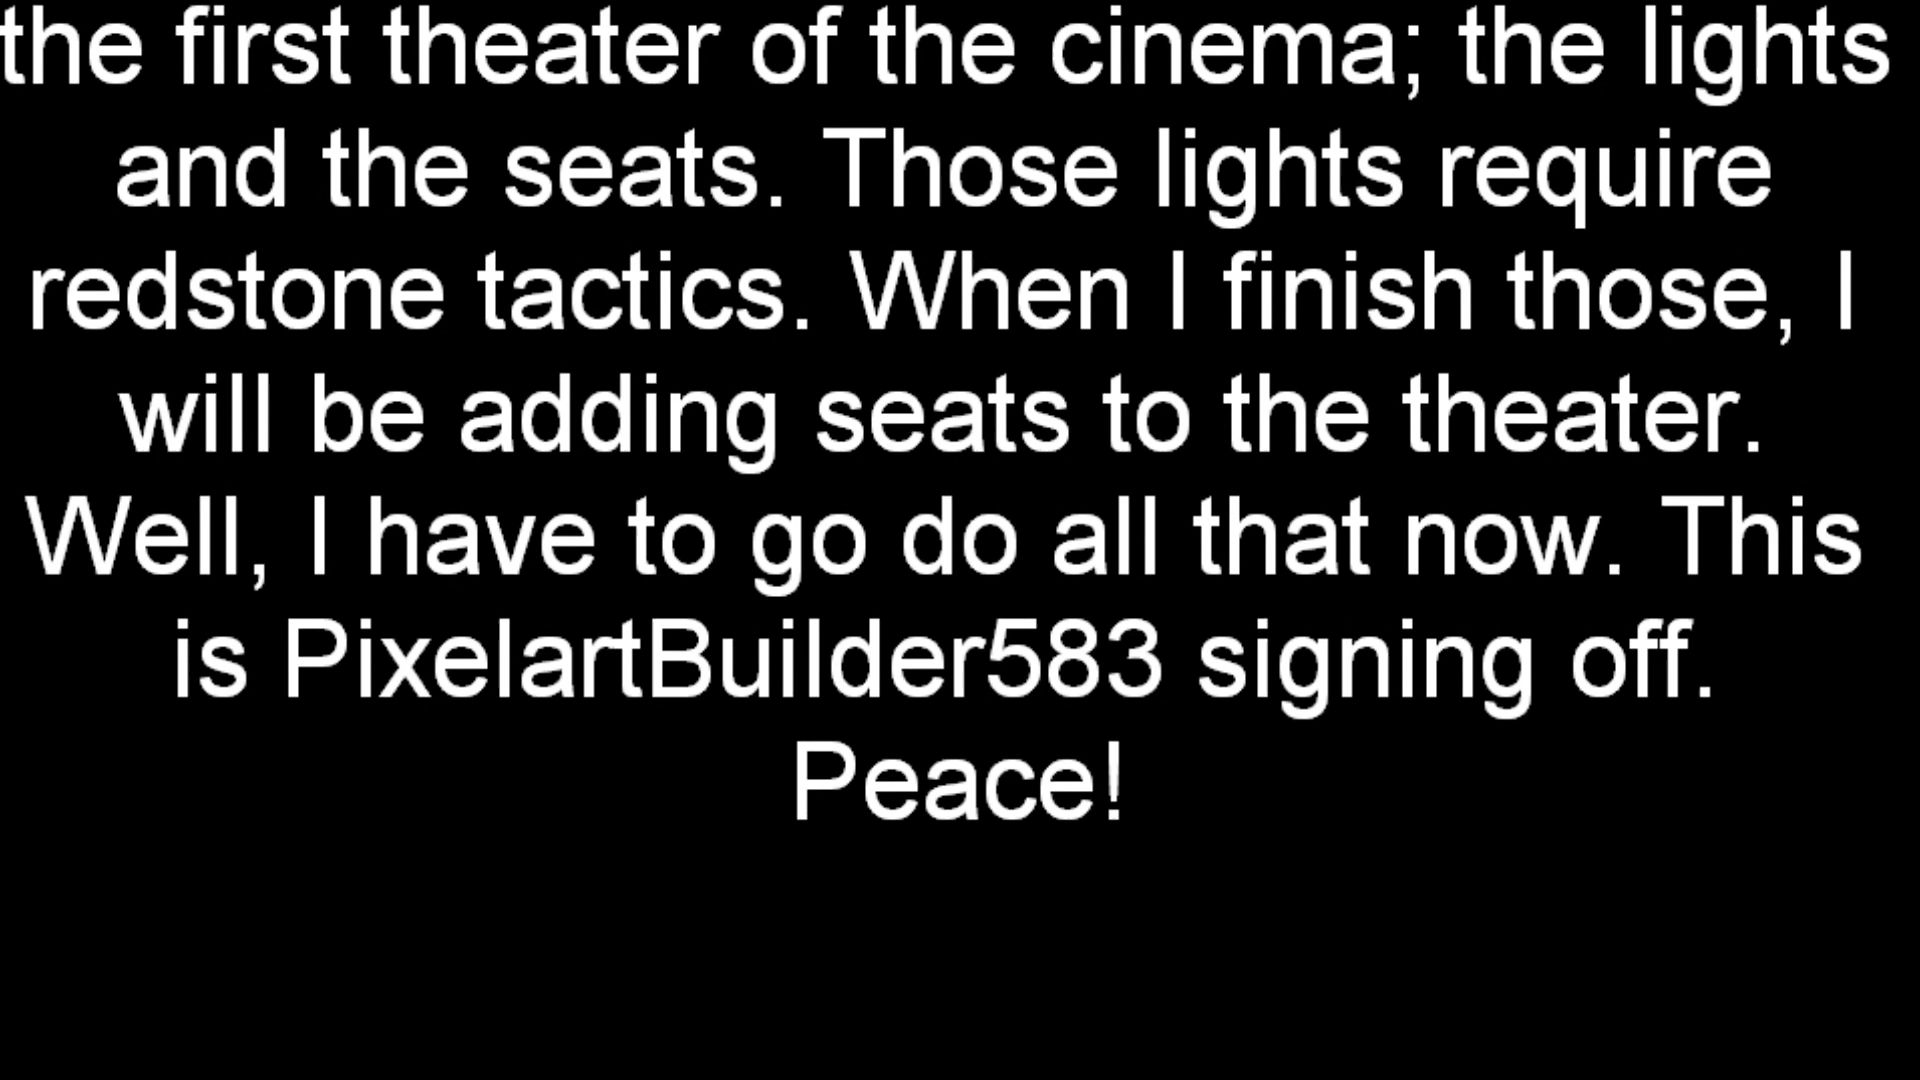 the first theater of the cinema; the lights
and the seats. Those lights require
redstone tactics. When I finish those, I
will be adding seats to the theater.
Well, I have to go do all that now. This
is PixelartBuilder583 signing off.
Peace!